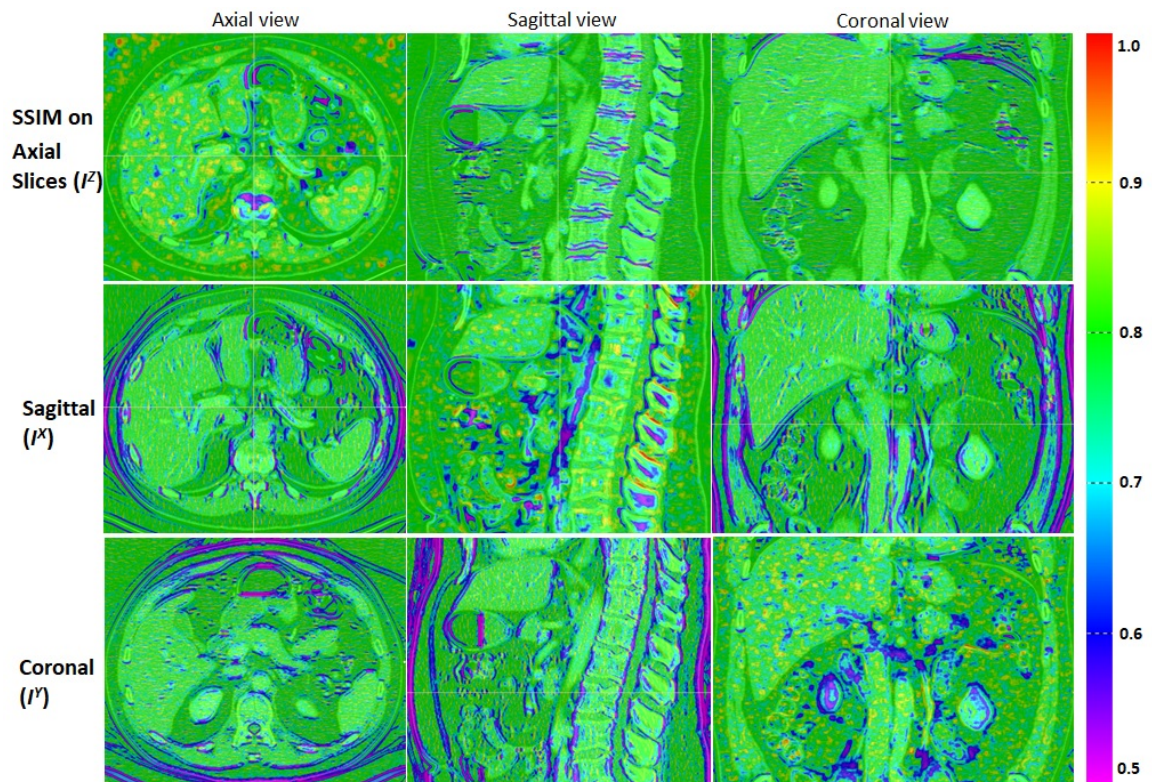 Axial view
Sagittal view
Coronal view
SSIM on
Axial
Slices (I^Z)
Sagittal
(I^X)
Coronal
(I^Y)
1.0
0.9
0.8
0.7
0.6
0.5